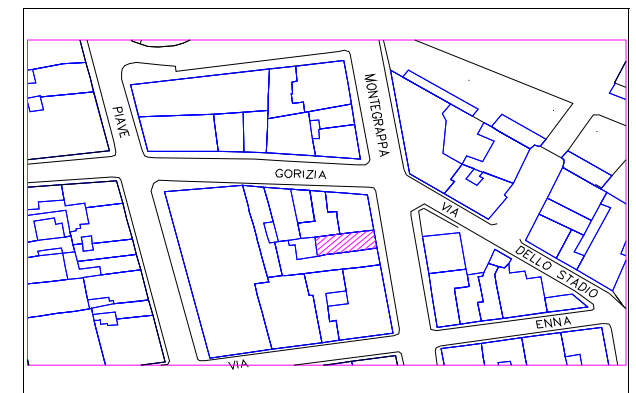 PIAVE
MONTEGRAPPA
GORIZIA
VIA
DELLO STADIO
ENNA
VIA